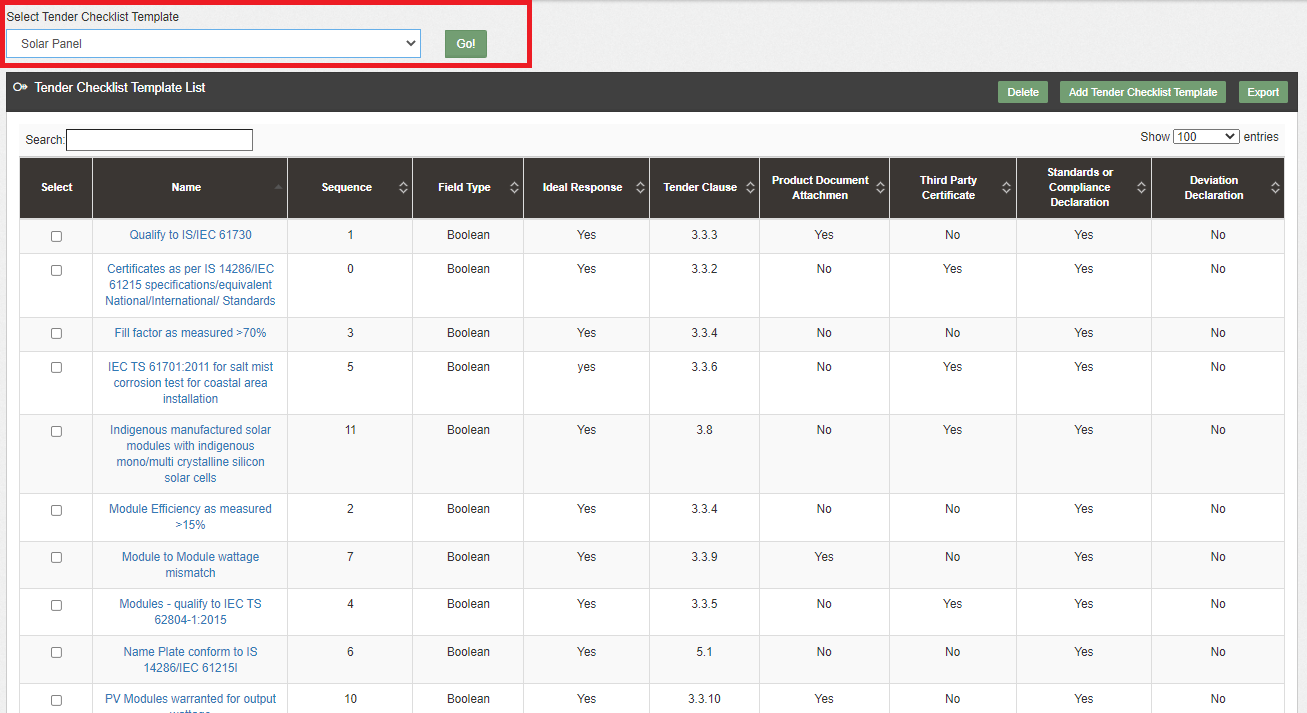 Select Tender Checklist Template
Solar Panel
Go!
Tender Checklist Template List
Delete
Add Tender Checklist Template
Export
Search:
Show 100 entries
Select
Name
Sequence
Field Type
Ideal Response
Tender Clause
Product Document
Attachmen
Third Party
Certificate
Standards or
Compliance
Declaration
Deviation
Declaration
Qualify to IS/IEC 61730
1
Boolean
Yes
3.3.3
Yes
No
Yes
No
Certificates as per IS 14286/IEC
61215 specifications/equivalent
National/International/ Standards
0
Boolean
Yes
3.3.2
No
Yes
Yes
No
Fill factor as measured >70%
3
Boolean
Yes
3.3.4
No
No
Yes
No
IEC TS 61701:2011 for salt mist
corrosion test for coastal area
installation
5
Boolean
yes
3.3.6
No
Yes
Yes
No
Indigenous manufactured solar
modules with indigenous
mono/multi crystalline silicon
solar cells
11
Boolean
Yes
3.8
No
Yes
Yes
No
Module Efficiency as measured
>15%
2
Boolean
Yes
3.3.4
No
No
Yes
No
Module to Module wattage
mismatch
7
Boolean
Yes
3.3.9
Yes
No
Yes
No
Modules - qualify to IEC TS
62804-1:2015
4
Boolean
Yes
3.3.5
No
Yes
Yes
No
Name Plate conform to IS
14286/IEC 61215I
6
Boolean
Yes
5.1
No
No
Yes
No
PV Modules warranted for output
10
Boolean
Yes
3.3.10
Yes
No
Yes
No